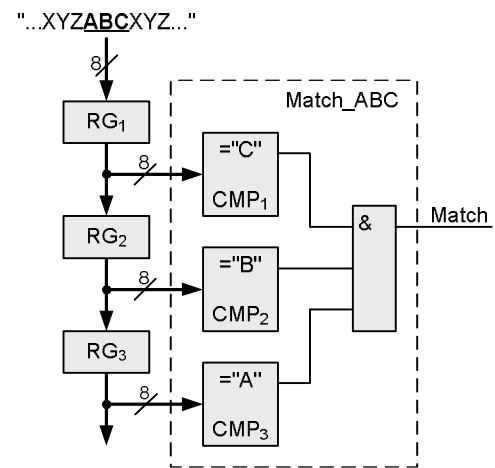 "...XYZABCXYZ..."
8
Match_ABC
RG₁
="C"
8
CMP₁
&
Match
RG₂
="B"
8
CMP₂
RG₃
="A"
8
CMP₃